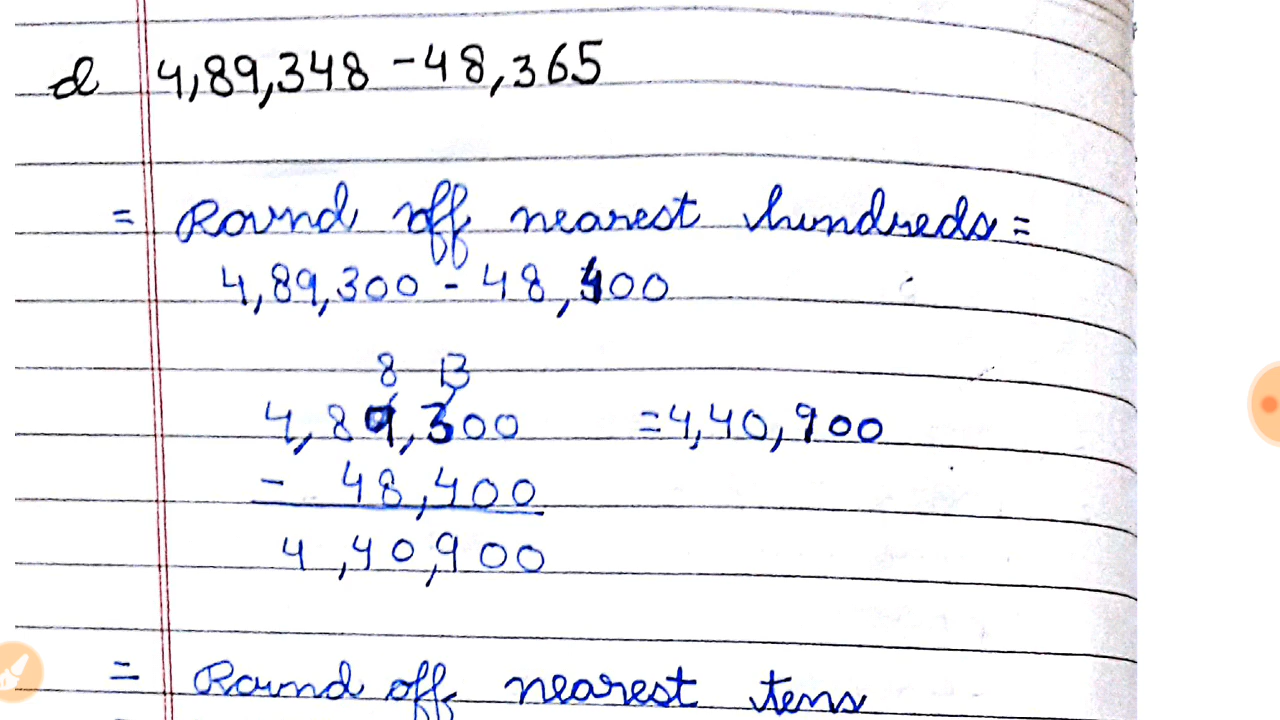 d 4,89,348 - 48,365
= Round off nearest hundreds =
4,89,300 - 48,400
8 13
4,89,300 = 4,40,900
- 48,400
4,40,900
= Round off nearest tens